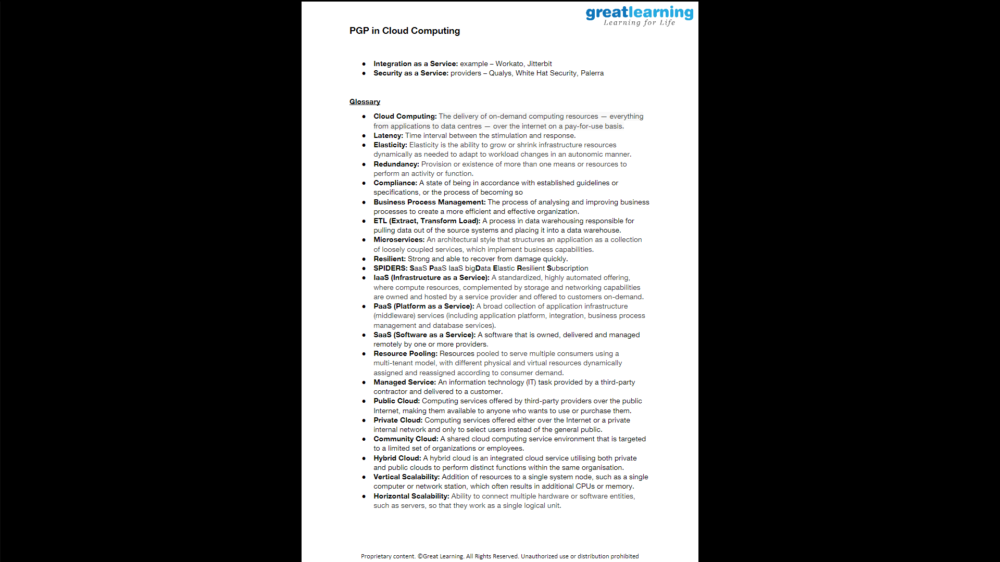 greatlearning
Learning for Life
PGP in Cloud Computing
● Integration as a Service: example – Workato, Jitterbit
● Security as a Service: providers – Qualys, White Hat Security, Palerra
Glossary
● Cloud Computing: The delivery of on-demand computing resources — everything
from applications to data centres — over the internet on a pay-for-use basis.
● Latency: Time interval between the stimulation and response.
● Elasticity: Elasticity is the ability to grow or shrink infrastructure resources
dynamically as needed to adapt to workload changes in an autonomic manner.
● Redundancy: Provision or existence of more than one means or resources to
perform an activity or function.
● Compliance: A state of being in accordance with established guidelines or
specifications, or the process of becoming so
● Business Process Management: The process of analysing and improving business
processes to create a more efficient and effective organization.
● ETL (Extract, Transform Load): A process in data warehousing responsible for
pulling data out of the source systems and placing it into a data warehouse.
● Microservices: An architectural style that structures an application as a collection
of loosely coupled services, which implement business capabilities.
● Resilient: Strong and able to recover from damage quickly.
● SPIDERS: SaaS PaaS IaaS bigData Elastic Resilient Subscription
● IaaS (Infrastructure as a Service): A standardized, highly automated offering,
where compute resources, complemented by storage and networking capabilities
are owned and hosted by a service provider and offered to customers on-demand.
● PaaS (Platform as a Service): A broad collection of application infrastructure
(middleware) services (including application platform, integration, business process
management and database services).
● SaaS (Software as a Service): A software that is owned, delivered and managed
remotely by one or more providers.
● Resource Pooling: Resources pooled to serve multiple consumers using a
multi-tenant model, with different physical and virtual resources dynamically
assigned and reassigned according to consumer demand.
● Managed Service: An information technology (IT) task provided by a third-party
contractor and delivered to a customer.
● Public Cloud: Computing services offered by third-party providers over the public
Internet, making them available to anyone who wants to use or purchase them.
● Private Cloud: Computing services offered either over the Internet or a private
internal network and only to select users instead of the general public.
● Community Cloud: A shared cloud computing service environment that is targeted
to a limited set of organizations or employees.
● Hybrid Cloud: A hybrid cloud is an integrated cloud service utilising both private
and public clouds to perform distinct functions within the same organisation.
● Vertical Scalability: Addition of resources to a single system node, such as a single
computer or network station, which often results in additional CPUs or memory.
● Horizontal Scalability: Ability to connect multiple hardware or software entities,
such as servers, so that they work as a single logical unit.
Proprietary content. ©Great Learning. All Rights Reserved. Unauthorized use or distribution prohibited